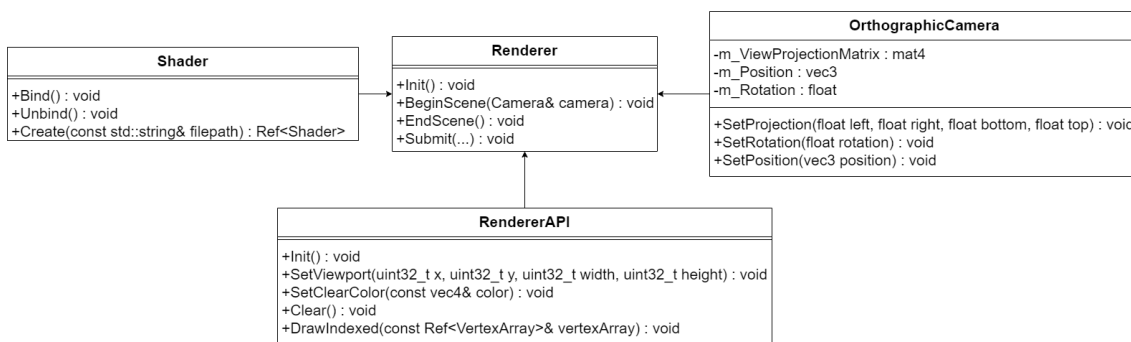 Shader
+Bind() : void
+Unbind() : void
+Create(const std::string& filepath) : Ref<Shader>
Renderer
+Init() : void
+BeginScene(Camera& camera) : void
+EndScene() : void
+Submit(...) : void
OrthographicCamera
-m_ViewProjectionMatrix : mat4
-m_Position : vec3
-m_Rotation : float
+SetProjection(float left, float right, float bottom, float top) : void
+SetRotation(float rotation) : void
+SetPosition(vec3 position) : void
RendererAPI
+Init() : void
+SetViewport(uint32_t x, uint32_t y, uint32_t width, uint32_t height) : void
+SetClearColor(const vec4& color) : void
+Clear() : void
+DrawIndexed(const Ref<VertexArray>& vertexArray) : void